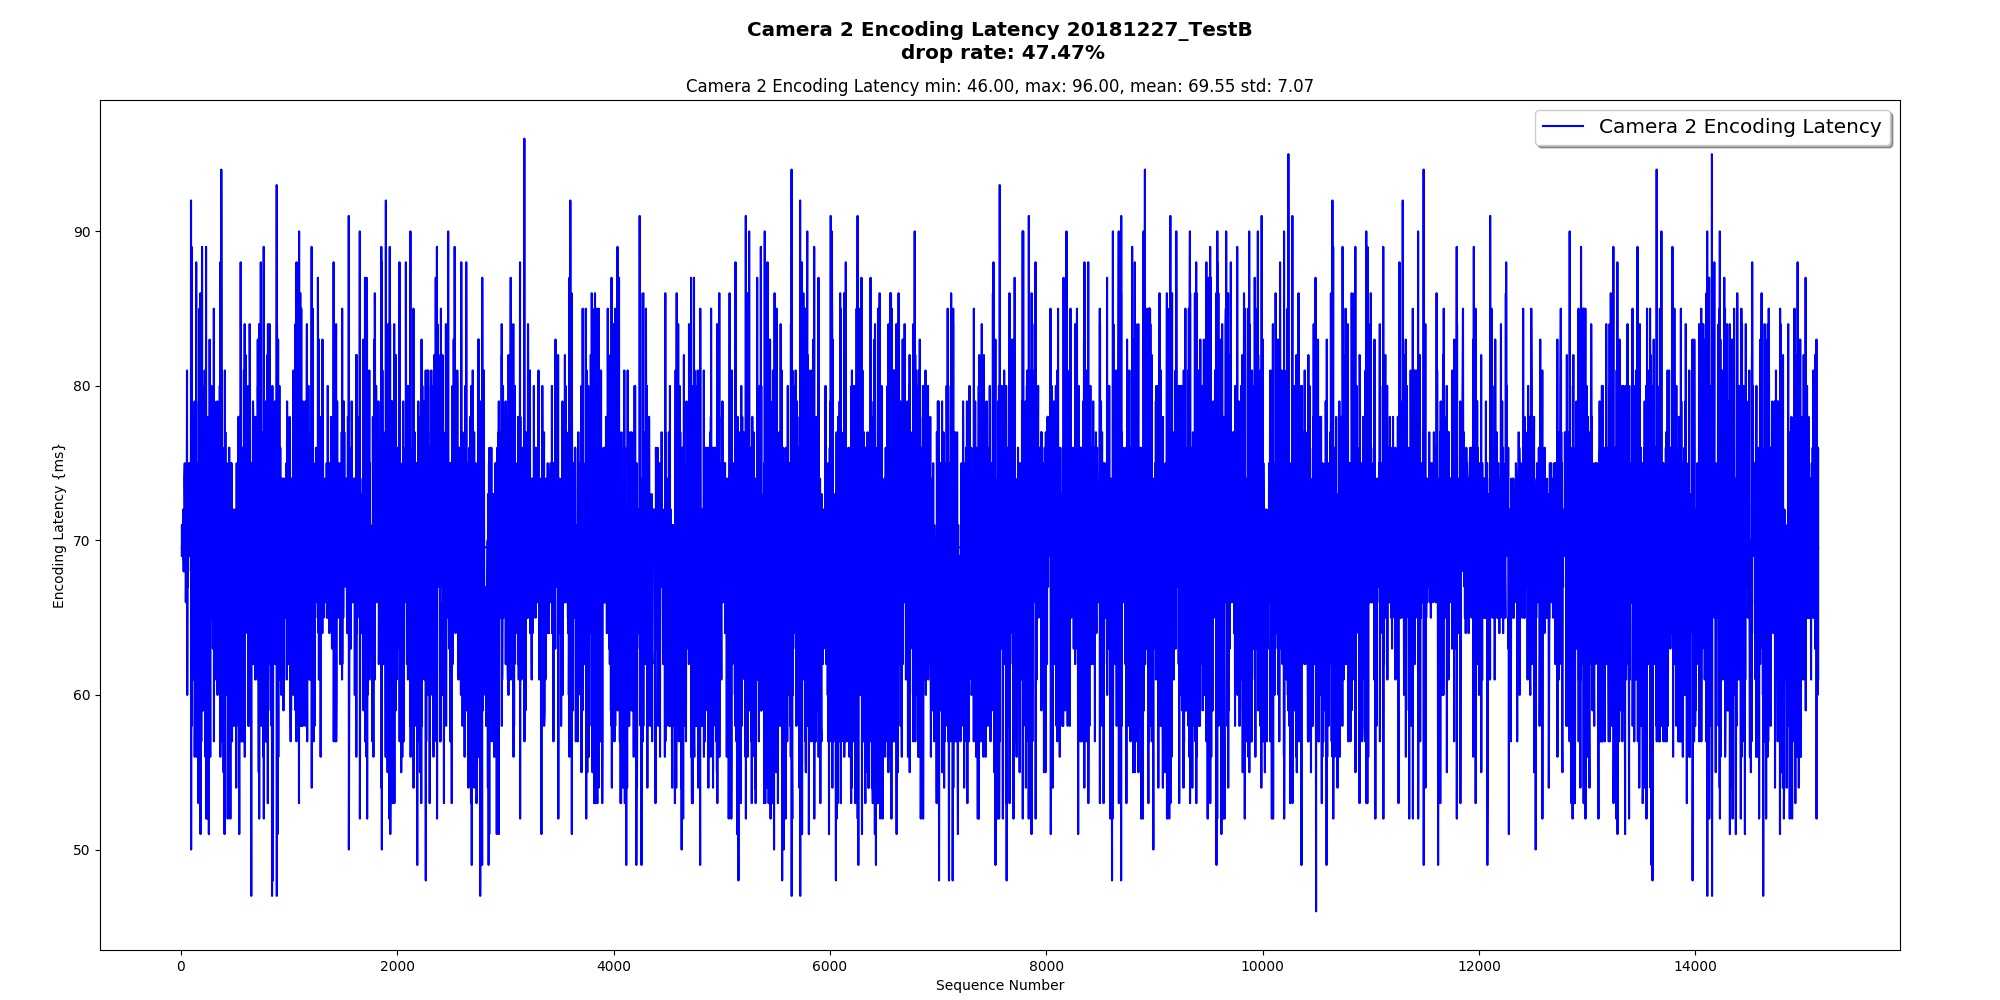 Camera 2 Encoding Latency 20181227_TestB
drop rate: 47.47%
Camera 2 Encoding Latency min: 46.00, max: 96.00, mean: 69.55 std: 7.07
Camera 2 Encoding Latency
90
80
70
60
50
Encoding Latency {ms}
0 2000 4000 6000 8000 10000 12000 14000
Sequence Number